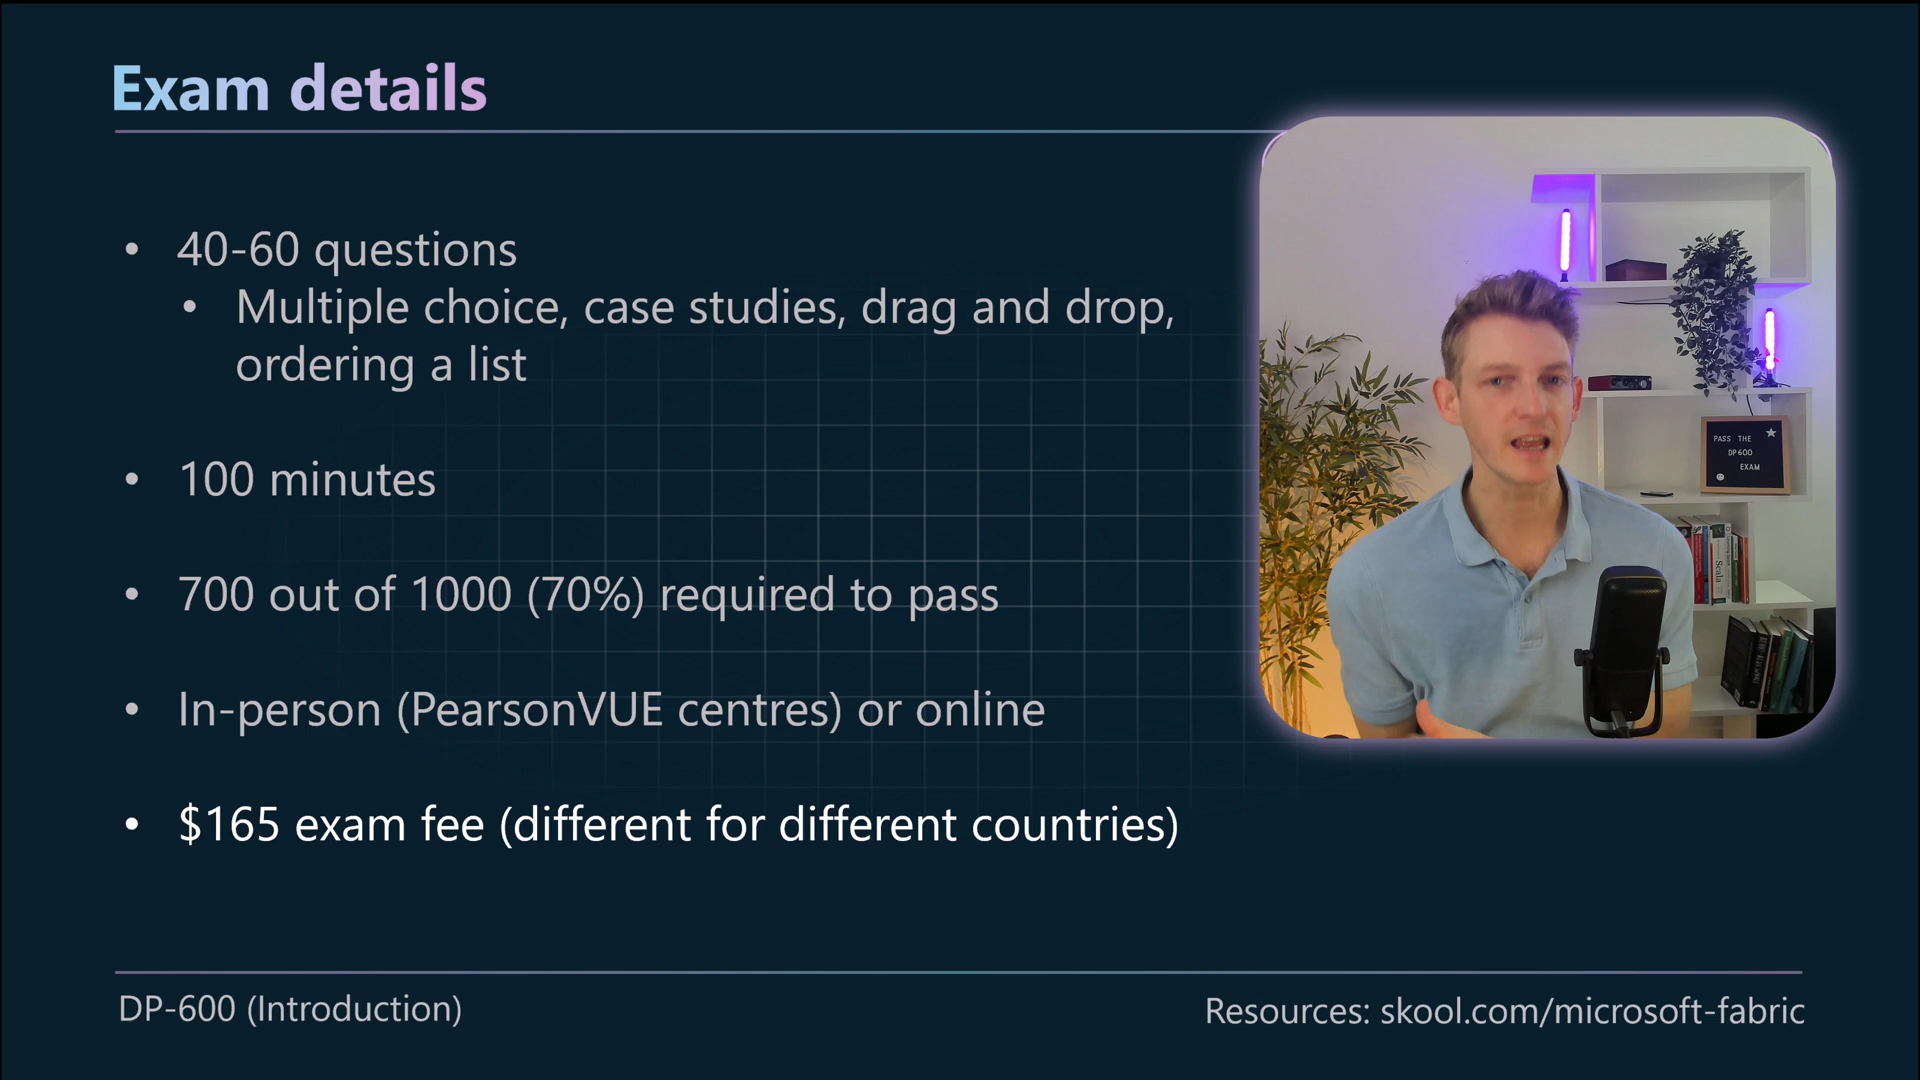 Exam details
• 40-60 questions
• Multiple choice, case studies, drag and drop,
ordering a list
• 100 minutes
• 700 out of 1000 (70%) required to pass
• In-person (PearsonVUE centres) or online
• $165 exam fee (different for different countries)
PASS THE
DP600
EXAM
Scala
DP-600 (Introduction)
Resources: skool.com/microsoft-fabric